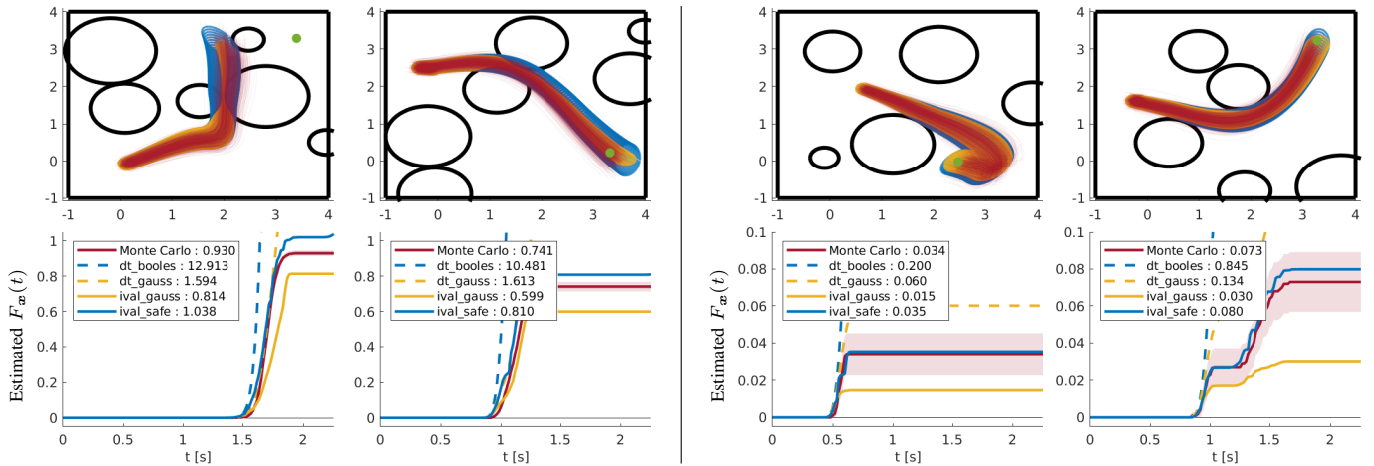 4
3
2
1
0
-1
-1 0 1 2 3 4
4
3
2
1
0
-1
-1 0 1 2 3 4
4
3
2
1
0
-1
-1 0 1 2 3 4
4
3
2
1
0
-1
-1 0 1 2 3 4
Estimated F_æ(t)
1
0.8
0.6
0.4
0.2
0
Monte Carlo : 0.930
dt_booles : 12.913
dt_gauss : 1.594
ival_gauss : 0.814
ival_safe : 1.038
0 0.5 1 1.5 2
t [s]
1
0.8
0.6
0.4
0.2
0
Monte Carlo : 0.741
dt_booles : 10.481
dt_gauss : 1.613
ival_gauss : 0.599
ival_safe : 0.810
0 0.5 1 1.5 2
t [s]
Estimated F_æ(t)
0.1
0.08
0.06
0.04
0.02
0
Monte Carlo : 0.034
dt_booles : 0.200
dt_gauss : 0.060
ival_gauss : 0.015
ival_safe : 0.035
0 0.5 1 1.5 2
t [s]
0.1
0.08
0.06
0.04
0.02
0
Monte Carlo : 0.073
dt_booles : 0.845
dt_gauss : 0.134
ival_gauss : 0.030
ival_safe : 0.080
0 0.5 1 1.5 2
t [s]